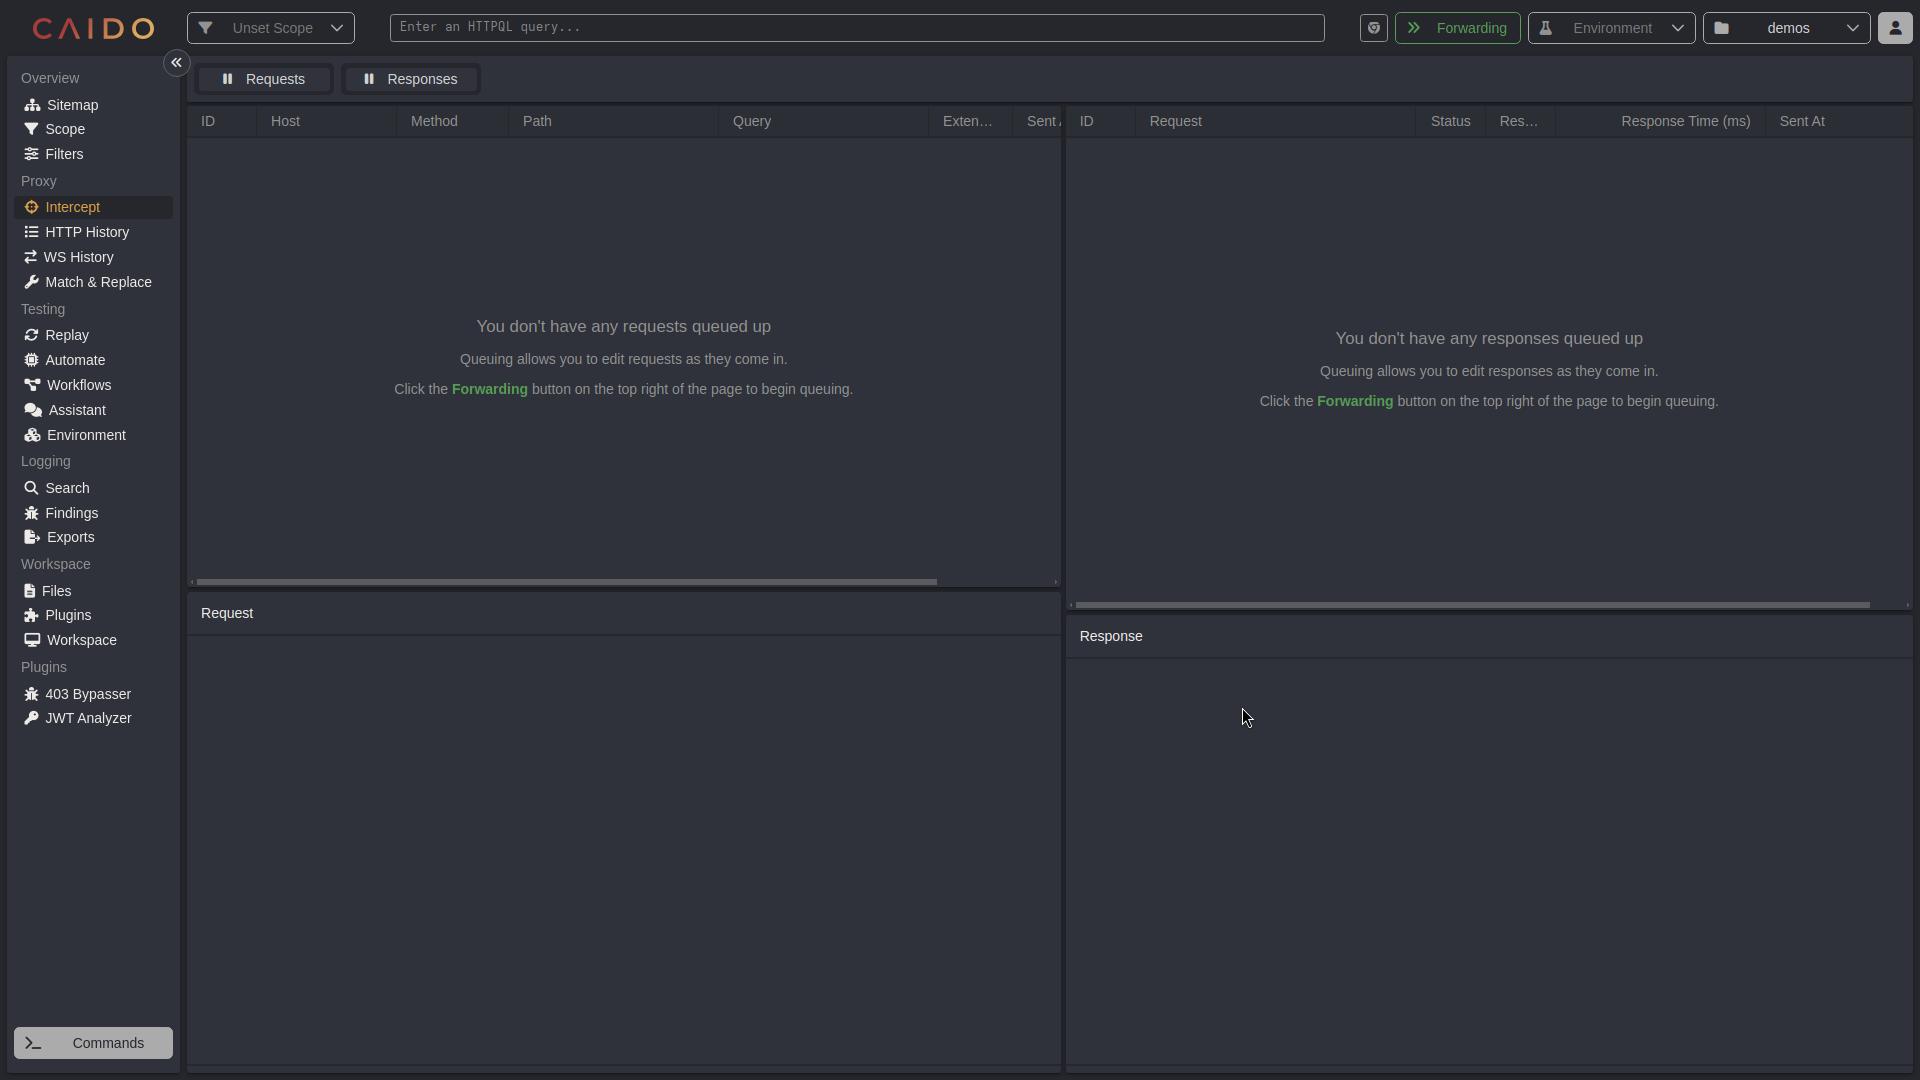 CAIDO
Unset Scope
Enter an HTTPQL query...
Forwarding
Environment
demos
Overview
Sitemap
Scope
Filters
Proxy
Intercept
HTTP History
WS History
Match & Replace
Testing
Replay
Automate
Workflows
Assistant
Environment
Logging
Search
Findings
Exports
Workspace
Files
Plugins
Workspace
Plugins
403 Bypasser
JWT Analyzer
Commands
Requests
Responses
ID Host Method Path Query Exten... Sent
You don't have any requests queued up
Queuing allows you to edit requests as they come in.
Click the Forwarding button on the top right of the page to begin queuing.
Request
ID Request Status Res... Response Time (ms) Sent At
You don't have any responses queued up
Queuing allows you to edit responses as they come in.
Click the Forwarding button on the top right of the page to begin queuing.
Response